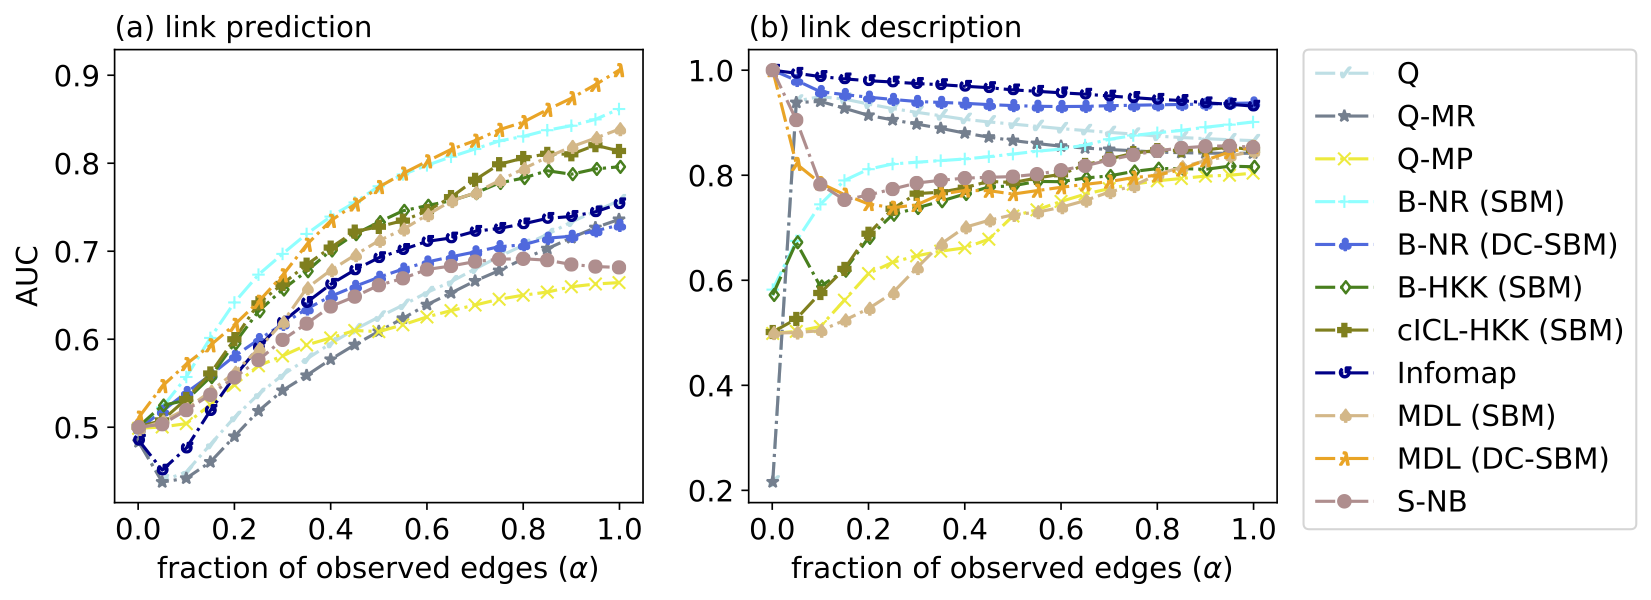 (a) link prediction
(b) link description
AUC
0.9
0.8
0.7
0.6
0.5
0.0 0.2 0.4 0.6 0.8 1.0
fraction of observed edges (α)
1.0
0.8
0.6
0.4
0.2
0.0 0.2 0.4 0.6 0.8 1.0
fraction of observed edges (α)
Q
Q-MR
Q-MP
B-NR (SBM)
B-NR (DC-SBM)
B-HKK (SBM)
cICL-HKK (SBM)
Infomap
MDL (SBM)
MDL (DC-SBM)
S-NB